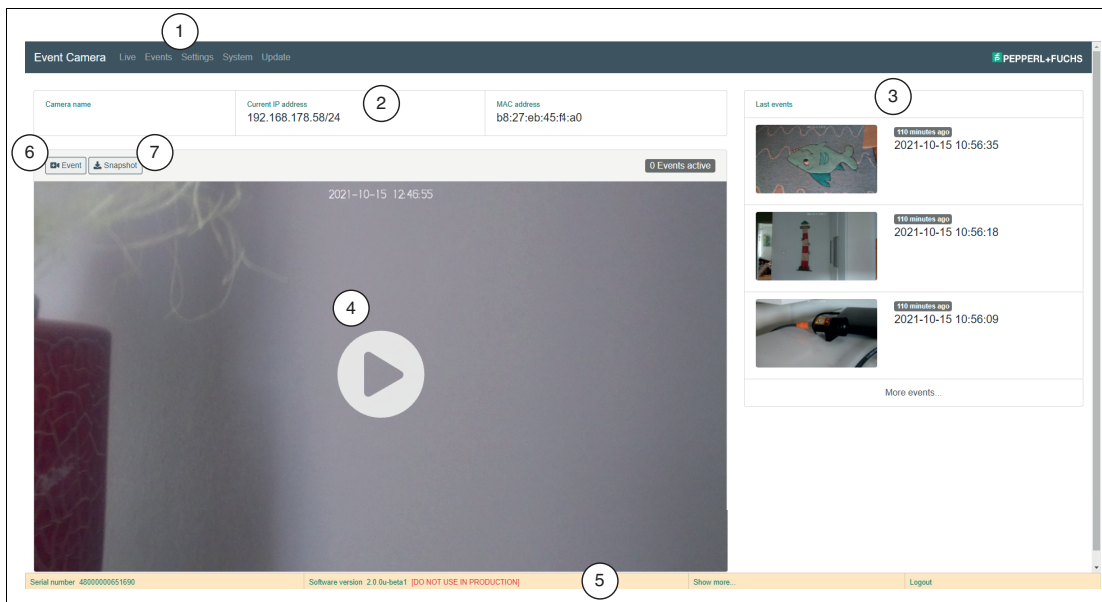 1
Event Camera Live Events Settings System Update
PEPPERL+FUCHS
Camera name
Current IP address
192.168.178.58/24
2
MAC address
b8:27:eb:45:f4:a0
3
Last events
110 minutes ago
2021-10-15 10:56:35
110 minutes ago
2021-10-15 10:56:18
110 minutes ago
2021-10-15 10:56:09
More events...
6
7
Event
Snapshot
0 Events active
2021-10-15 12:46:55
4
5
Serial number 48000000651690
Software version 2.0.0u-beta1 [DO NOT USE IN PRODUCTION]
Show more...
Logout